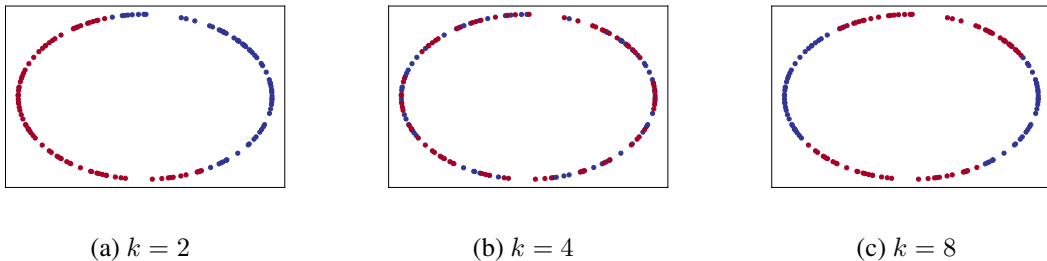 (a) k = 2
(b) k = 4
(c) k = 8